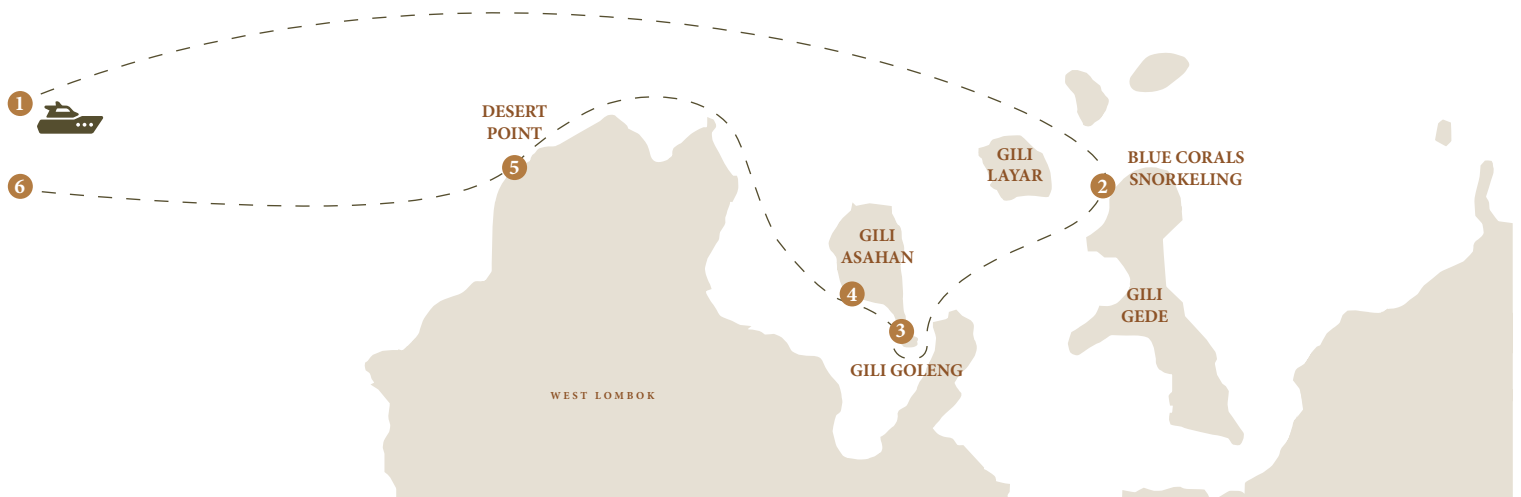 1
DESERT
POINT
5
6
GILI
LAYAR
BLUE CORALS
SNORKELING
2
GILI
ASAHAN
4
3
GILI GOLENG
GILI
GEDE
WEST LOMBOK